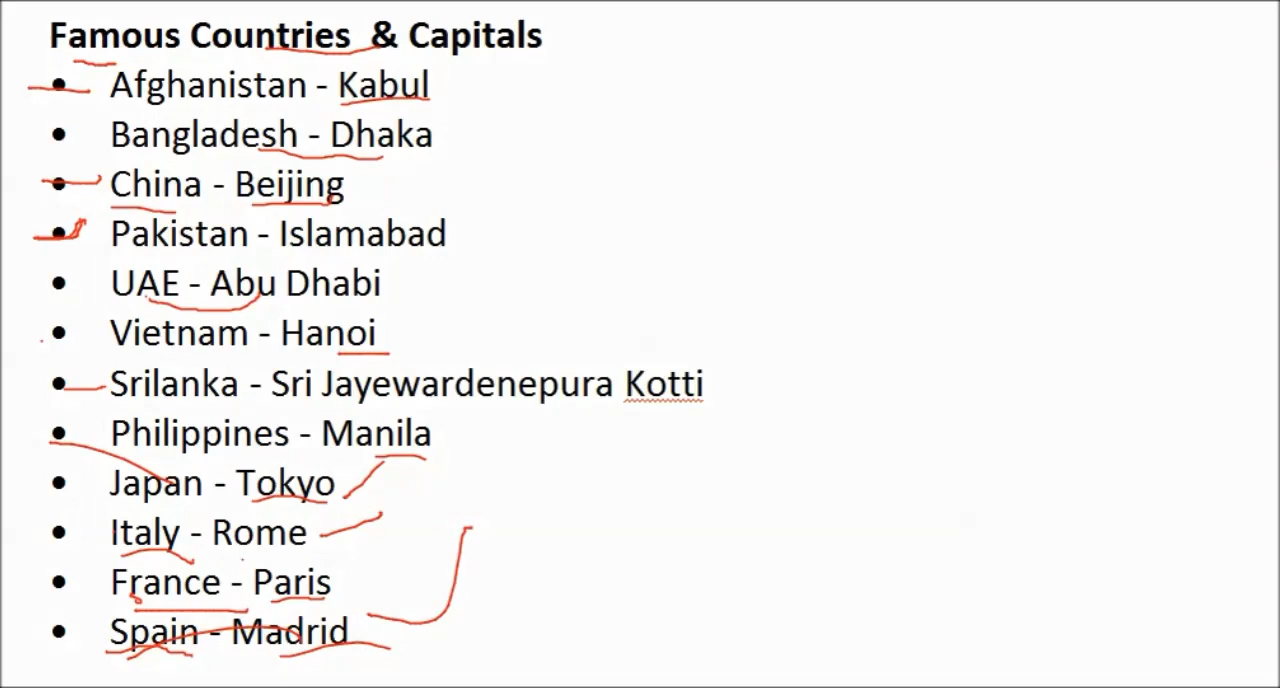 Famous Countries & Capitals
• Afghanistan - Kabul
• Bangladesh - Dhaka
• China - Beijing
• Pakistan - Islamabad
• UAE - Abu Dhabi
• Vietnam - Hanoi
• Srilanka - Sri Jayewardenepura Kotti
• Philippines - Manila
• Japan - Tokyo
• Italy - Rome
• France - Paris
• Spain - Madrid